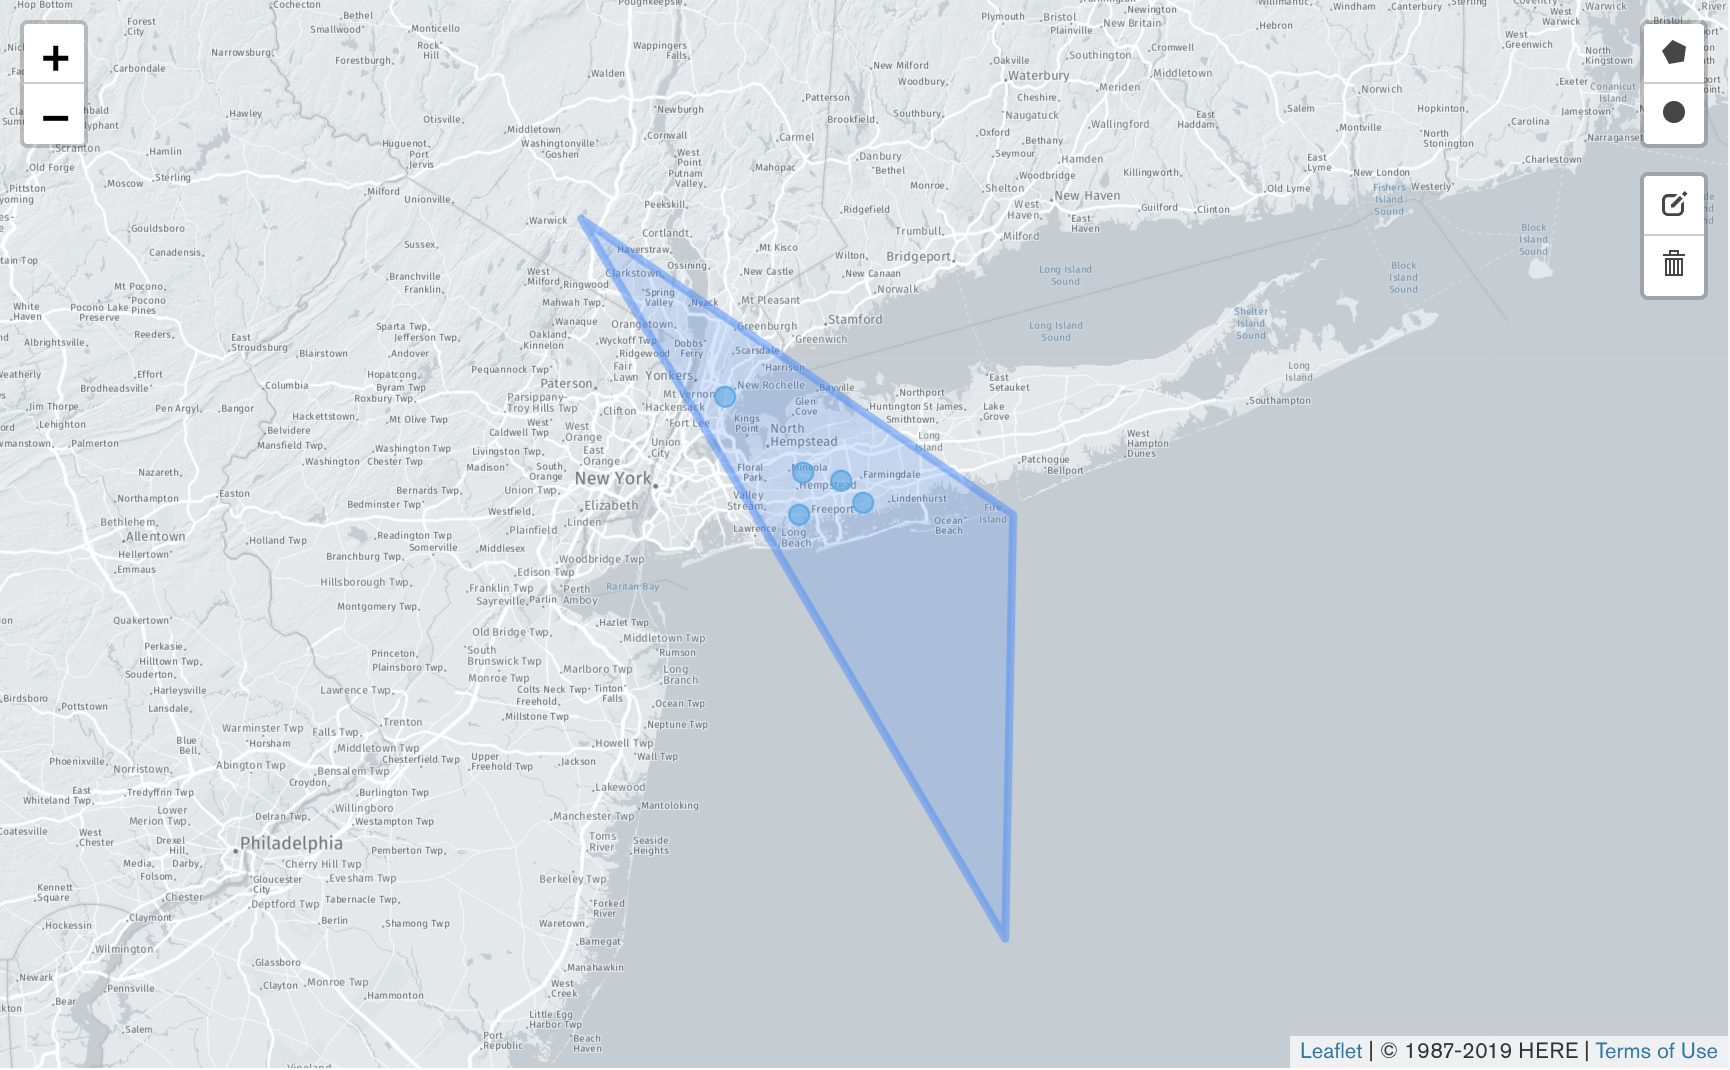 Hop Bottom
Cochecton
Poughkeepsie
Forest
City
Bethel
Smallwood
Monticello
Plymouth
Bristol
Plainville
Newington
New Britain
Willimantic
Windham
Canterbury
Sterling
West
Warwick
Warwick
Bristol
Hebron
Narrowsburg
Rock
Hill
Wappingers
Falls
Southington
Cromwell
West
Greenwich
North
Kingstown
Carbondale
Forestburgh
Walden
New Milford
Woodbury
Oakville
Waterbury
Middletown
Exeter
Conanicut
Island
Meriden
Norwich
Hawley
Otisville
Newburgh
Patterson
Brookfield
Southbury
Cheshire
Naugatuck
Wallingford
East
Haddam
Salem
Hopkinton
Jamestown
Carolina
Montville
North
Stonington
Narraganset
Scranton
Hamlin
Huguenot
Port
Jervis
Middletown
Washingtonville
Goshen
Cornwall
West
Point
Carmel
Danbury
Bethel
Oxford
Bethany
Seymour
Hamden
Woodbridge
Killingworth
East
Lyme
New London
Charlestown
Old Forge
Moscow
Sterling
Milford
Unionville
Putnam
Valley
Mahopac
Monroe
Shelton
New Haven
Old Lyme
Fishers
Island
Sound
Westerly
Pittston
Warwick
Peekskill
Ridgefield
West
Haven
East
Haven
Guilford
Clinton
Gouldsboro
Canadensis
Sussex
Cortlandt
Haverstraw
Mt Kisco
Trumbull
Milford
Block
Island
Sound
Wilton
Bridgeport
Branchville
Franklin
West
Milford
Ringwood
Clarkstown
Ossining
New Castle
New Canaan
Norwalk
Long Island
Sound
Block
Island
Sound
White
Haven
Mt Pocono
Pocono
Pines
Pocono Lake
Preserve
Mahwah Twp
Spring
Valley
Nyack
Mt Pleasant
Shelter
Island
Sound
Albrightsville
Reeders
East
Stroudsburg
Blairstown
Sparta Twp
Jefferson Twp
Andover
Wanaque
Oakland
Kinnelon
Orangetown
Wyckoff Twp
Ridgewood
Dobbs
Ferry
Greenburgh
Scarsdale
Stamford
Greenwich
Long Island
Sound
Weatherly
Effort
Brodheadsville
Columbia
Hopatcong
Byram Twp
Roxbury Twp
Pequannock Twp
Paterson
Fair
Lawn
Yonkers
Harrison
New Rochelle
Bayville
Northport
East
Setauket
Long
Island
Southampton
Jim Thorpe
Lehighton
Pen Argyl
Bangor
Hackettstown
Mt Olive Twp
Parsippany-
Troy Hills Twp
Clifton
Mt Vernon
Hackensack
Fort Lee
Kings
Point
Glen
Cove
Huntington
St James
Smithtown
Lake
Grove
Palmerton
Belvidere
Mansfield Twp
Washington
Washington Twp
Chester Twp
Caldwell Twp
West
Orange
Livingston Twp
East
Orange
Union
City
North
Hempstead
Long
Island
West
Hampton
Dunes
Nazareth
Madison
South
Orange
Union Twp
New York
Floral
Park
Mineola
Hempstead
Farmingdale
Patchogue
Bellport
Northampton
Easton
Bernards Twp
Bedminster Twp
Elizabeth
Valley
Stream
Freeport
Lindenhurst
Fire
Island
Bethlehem
Allentown
Holland Twp
Readington Twp
Somerville
Westfield
Plainfield
Linden
Lawrence
Long
Beach
Ocean
Beach
Hellertown
Emmaus
Branchburg Twp
Middlesex
Woodbridge Twp
Hillsborough Twp
Edison Twp
Franklin Twp
Sayreville
Parlin
Perth
Amboy
Raritan Bay
Quakertown
Montgomery Twp
Old Bridge Twp
Hazlet Twp
Middletown Twp
Rumson
Perkasie
Hilltown Twp
Souderton
Princeton
Plainsboro Twp
South
Brunswick Twp
Monroe Twp
Marlboro Twp
Long
Branch
Birdsboro
Pottstown
Harleysville
Lansdale
Lawrence Twp
Colts Neck Twp
Freehold
Tinton
Falls
Ocean Twp
Millstone Twp
Neptune Twp
Blue
Bell
Warminster Twp
Horsham
Falls Twp
Trenton
Middletown Twp
Chesterfield Twp
Upper
Freehold Twp
Howell Twp
Wall Twp
Jackson
Phoenixville
Norristown
Abington Twp
Bensalem Twp
Croydon
East
Whiteland Twp
Tredyffrin Twp
Burlington Twp
Lakewood
Lower
Merion Twp
Willingboro
Delran Twp
Westampton Twp
Mantoloking
Manchester Twp
Coatesville
West
Chester
Drexel
Hill
Philadelphia
Pemberton Twp
Toms
River
Seaside
Heights
Media
Darby
Folsom
Cherry Hill Twp
Gloucester
City
Evesham Twp
Berkeley Twp
Kennett
Square
Chester
Deptford Twp
Tabernacle Twp
Forked
River
Hockessin
Claymont
Berlin
Shamong Twp
Waretown
Wilmington
Barnegat
Newark
Glassboro
Manahawkin
Pennsville
Clayton
Monroe Twp
Hammonton
West
Creek
Bear
Little Egg
Harbor Twp
Salem
Port
Republic
Beach
Haven
Vineland
Leaflet | © 1987-2019 HERE | Terms of Use